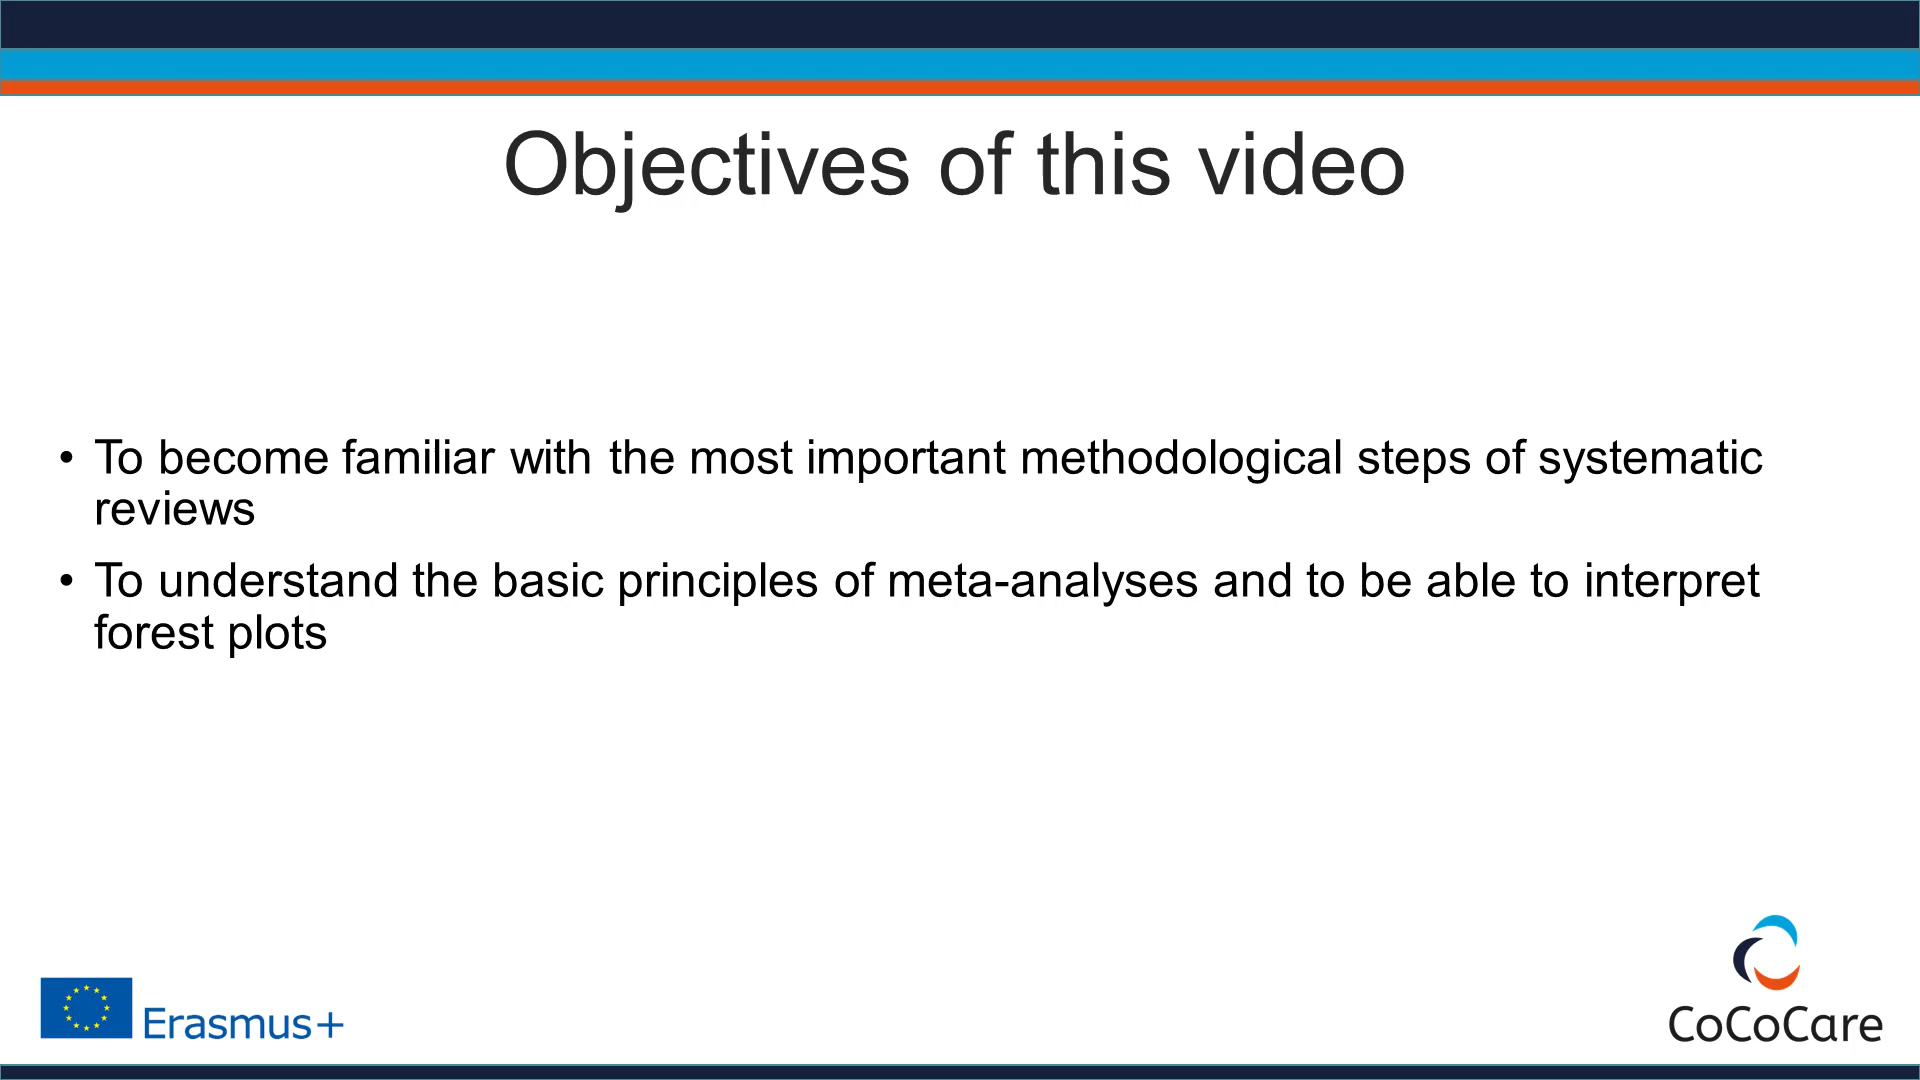 Objectives of this video
• To become familiar with the most important methodological steps of systematic
reviews
• To understand the basic principles of meta-analyses and to be able to interpret
forest plots
Erasmus+
CoCoCare